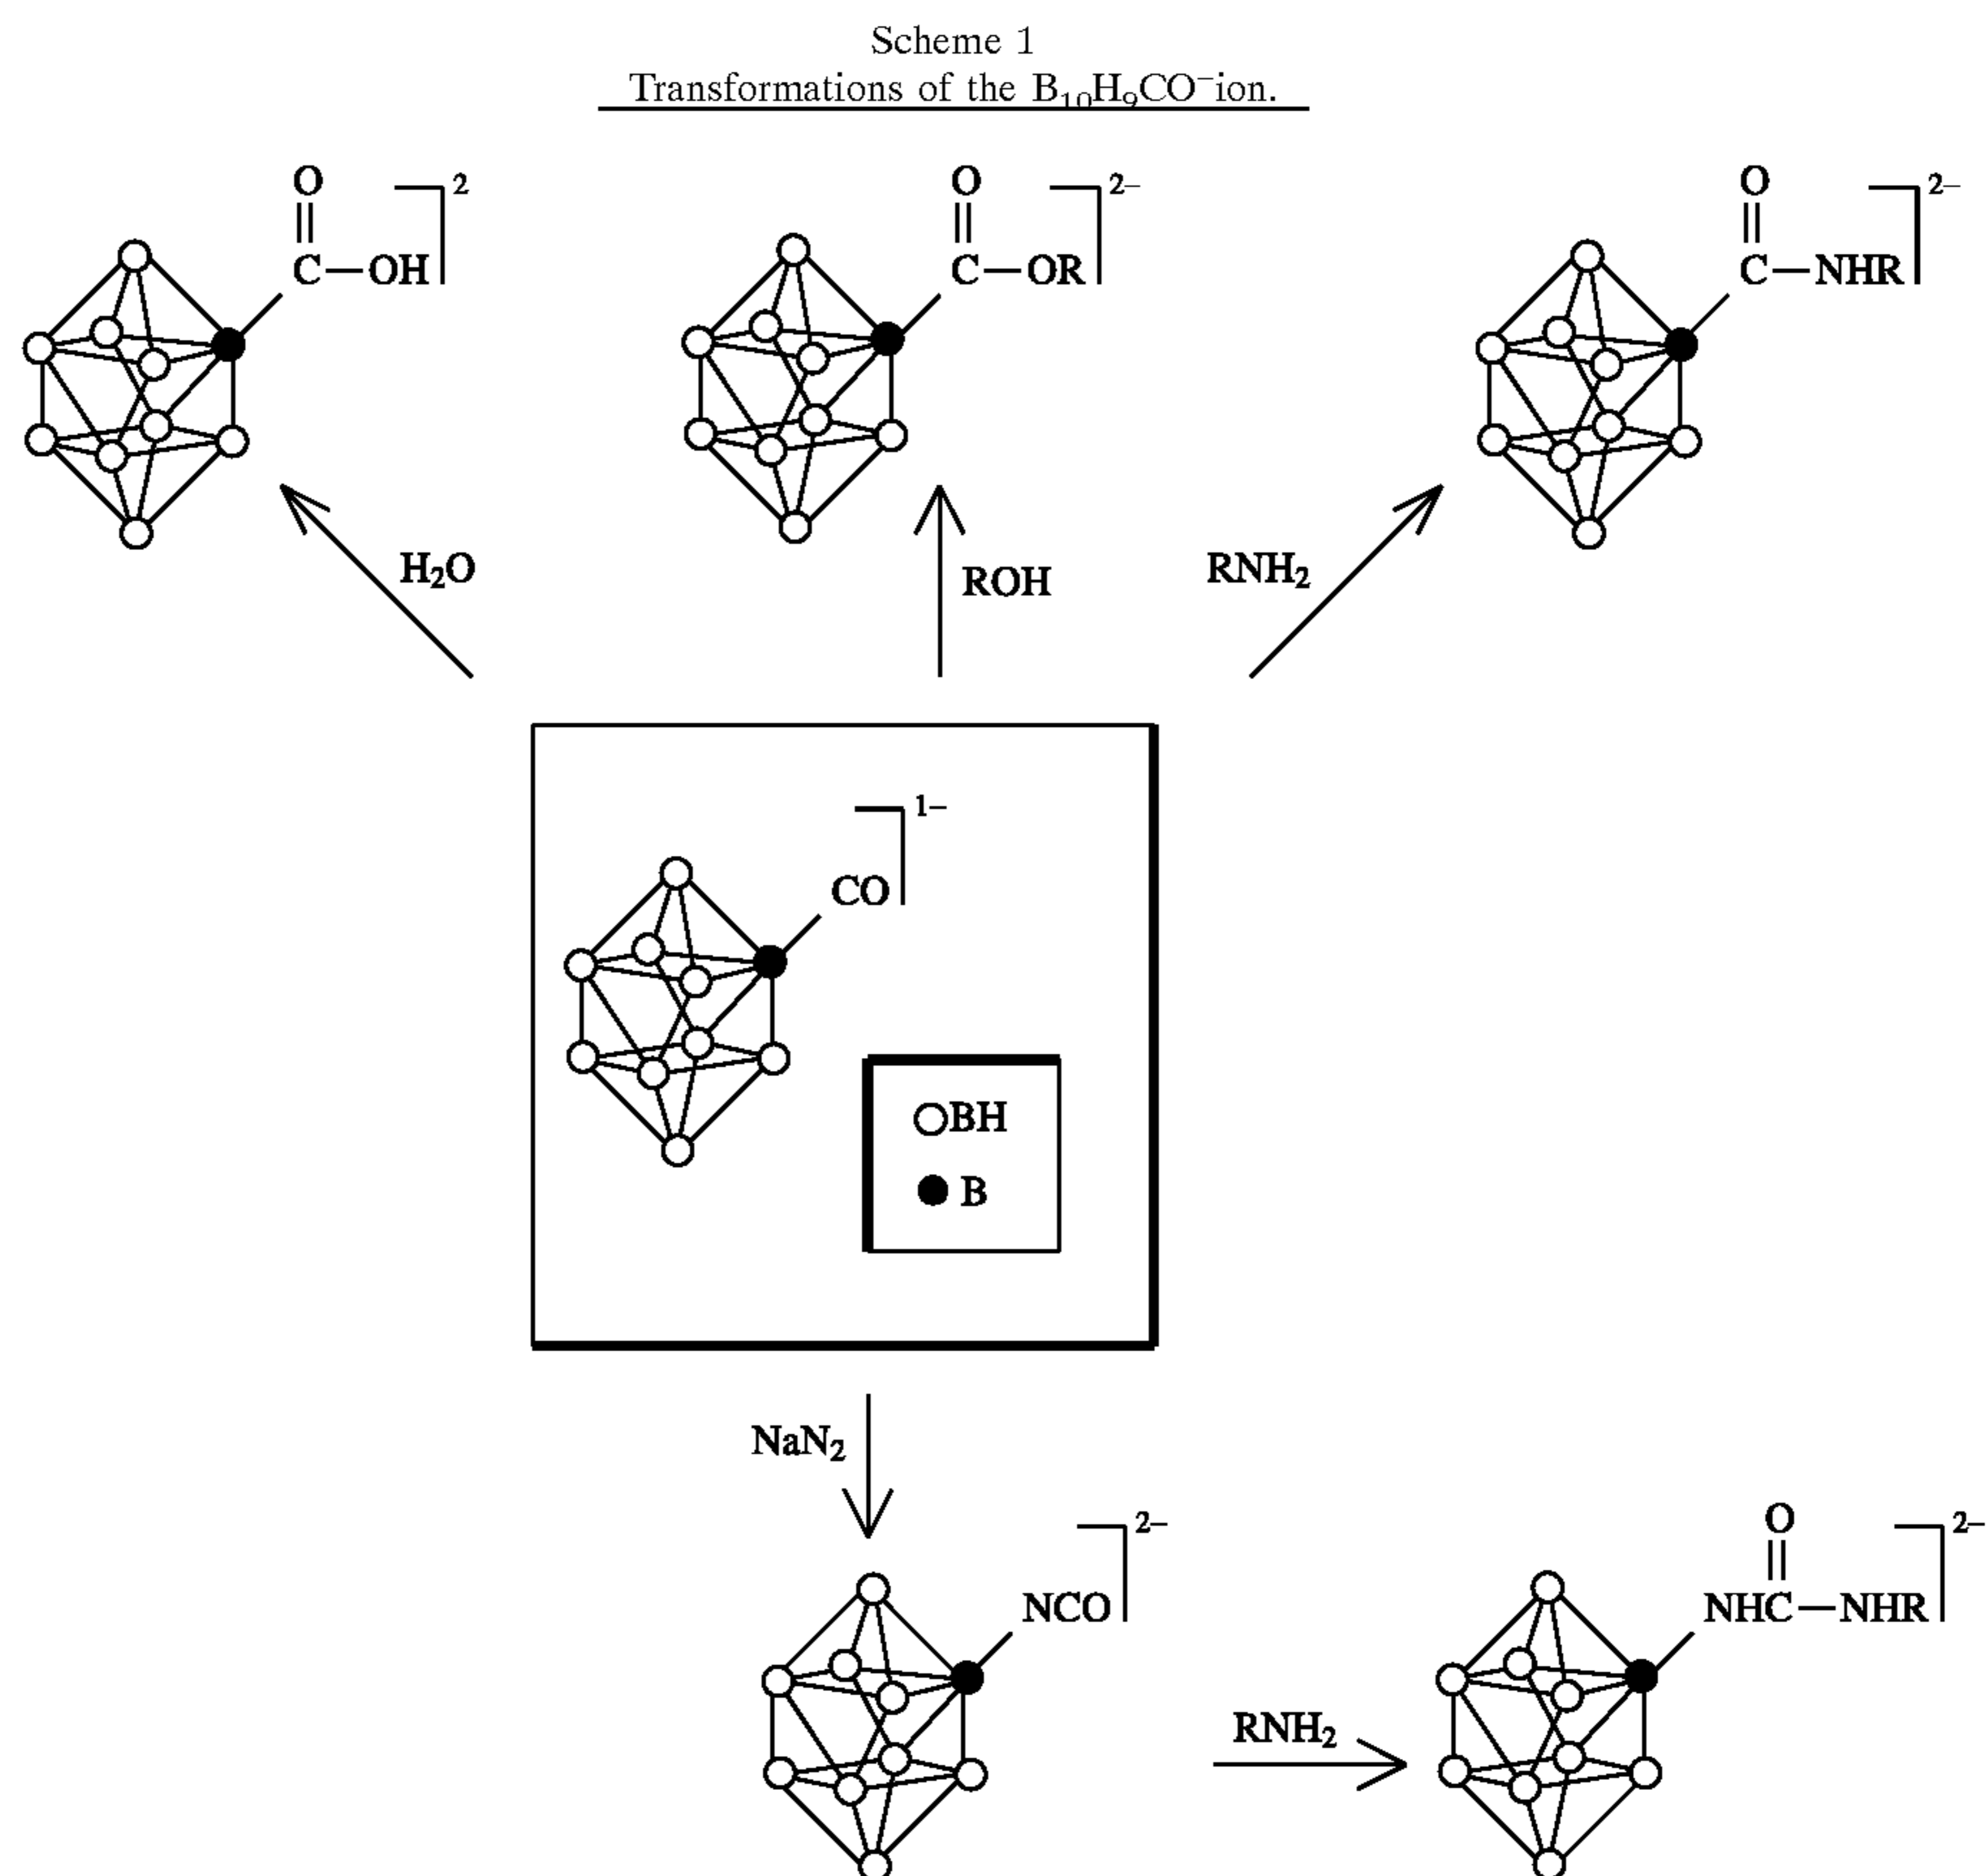 Scheme 1
Transformations of the B₁₀H₉CO⁻ion.
O
C—OH
2
O
C—OR
2−
O
C—NHR
2−
H₂O
ROH
RNH₂
1−
CO
BH
B
NaN₂
2−
NCO
RNH₂
O
NHC—NHR
2−